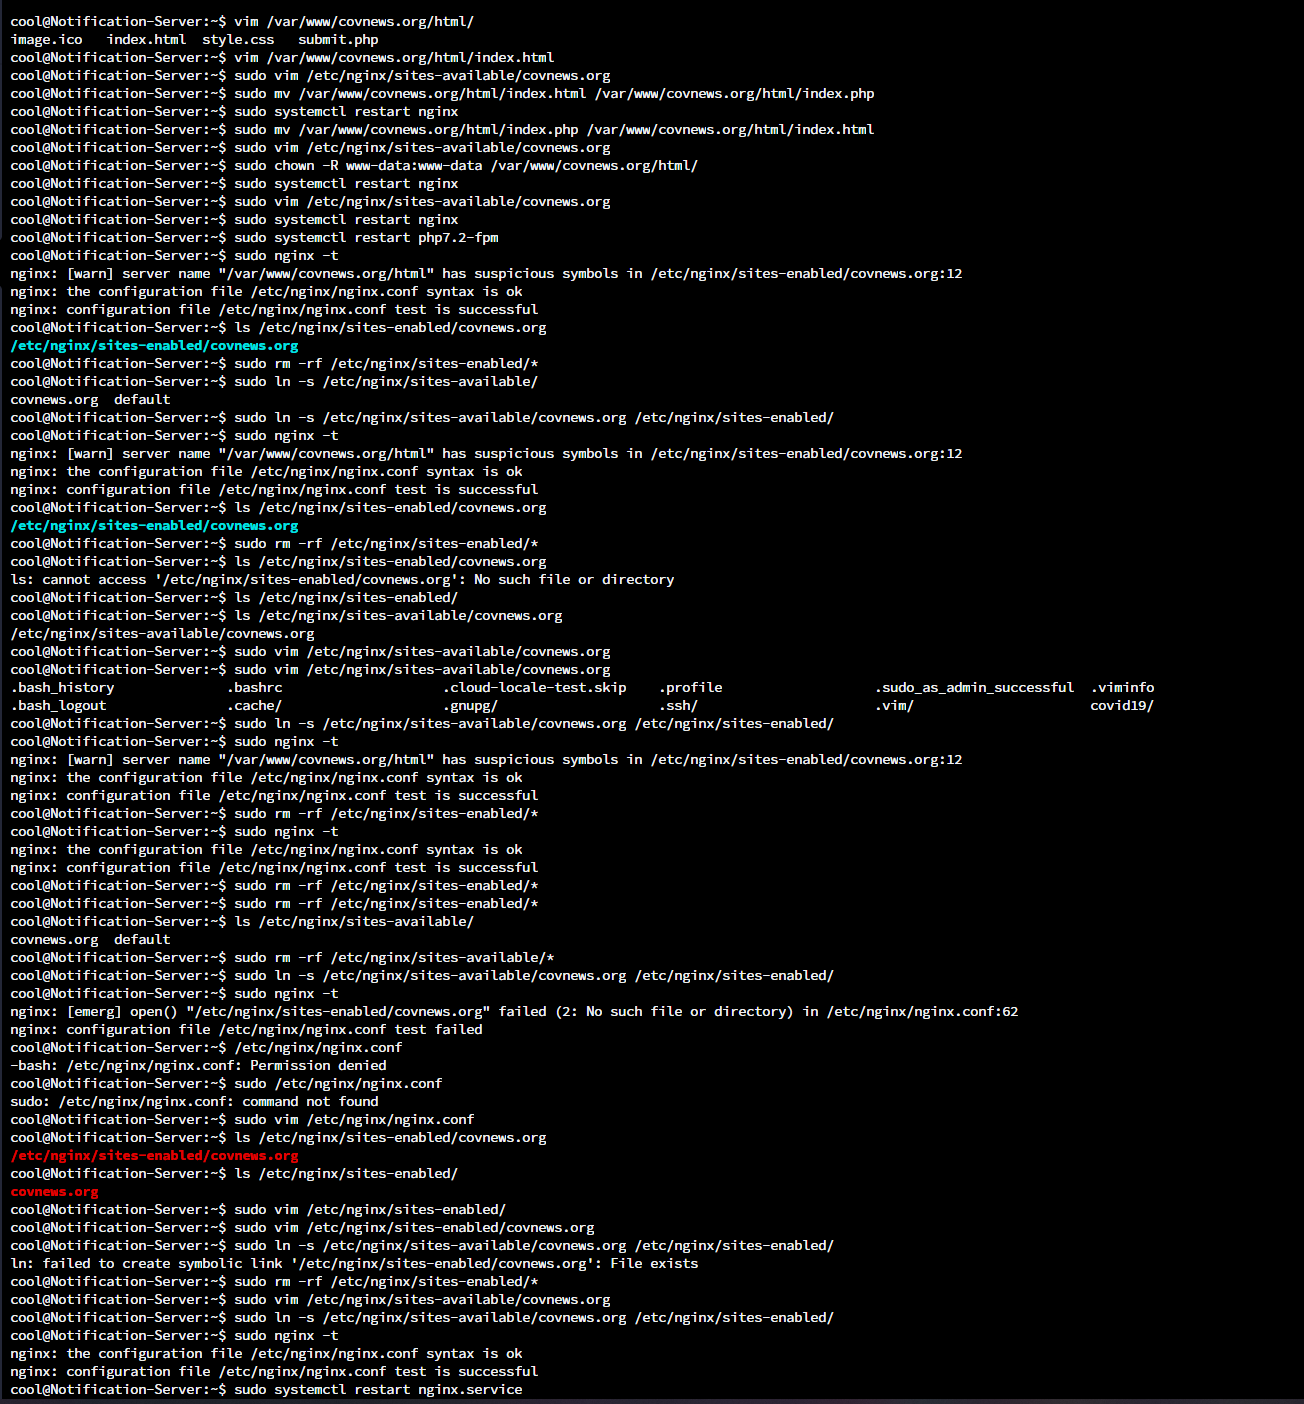 cool@Notification-Server:~$ vim /var/www/covnews.org/html/
image.ico   index.html  style.css   submit.php
cool@Notification-Server:~$ vim /var/www/covnews.org/html/index.html
cool@Notification-Server:~$ sudo vim /etc/nginx/sites-available/covnews.org
cool@Notification-Server:~$ sudo mv /var/www/covnews.org/html/index.html /var/www/covnews.org/html/index.php
cool@Notification-Server:~$ sudo systemctl restart nginx
cool@Notification-Server:~$ sudo mv /var/www/covnews.org/html/index.php /var/www/covnews.org/html/index.html
cool@Notification-Server:~$ sudo vim /etc/nginx/sites-available/covnews.org
cool@Notification-Server:~$ sudo chown -R www-data:www-data /var/www/covnews.org/html/
cool@Notification-Server:~$ sudo systemctl restart nginx
cool@Notification-Server:~$ sudo vim /etc/nginx/sites-available/covnews.org
cool@Notification-Server:~$ sudo systemctl restart nginx
cool@Notification-Server:~$ sudo systemctl restart php7.2-fpm
cool@Notification-Server:~$ sudo nginx -t
nginx: [warn] server name "/var/www/covnews.org/html" has suspicious symbols in /etc/nginx/sites-enabled/covnews.org:12
nginx: the configuration file /etc/nginx/nginx.conf syntax is ok
nginx: configuration file /etc/nginx/nginx.conf test is successful
cool@Notification-Server:~$ ls /etc/nginx/sites-enabled/covnews.org
/etc/nginx/sites-enabled/covnews.org
cool@Notification-Server:~$ sudo rm -rf /etc/nginx/sites-enabled/*
cool@Notification-Server:~$ sudo ln -s /etc/nginx/sites-available/
covnews.org  default
cool@Notification-Server:~$ sudo ln -s /etc/nginx/sites-available/covnews.org /etc/nginx/sites-enabled/
cool@Notification-Server:~$ sudo nginx -t
nginx: [warn] server name "/var/www/covnews.org/html" has suspicious symbols in /etc/nginx/sites-enabled/covnews.org:12
nginx: the configuration file /etc/nginx/nginx.conf syntax is ok
nginx: configuration file /etc/nginx/nginx.conf test is successful
cool@Notification-Server:~$ ls /etc/nginx/sites-enabled/covnews.org
/etc/nginx/sites-enabled/covnews.org
cool@Notification-Server:~$ sudo rm -rf /etc/nginx/sites-enabled/*
cool@Notification-Server:~$ ls /etc/nginx/sites-enabled/covnews.org
ls: cannot access '/etc/nginx/sites-enabled/covnews.org': No such file or directory
cool@Notification-Server:~$ ls /etc/nginx/sites-enabled/
cool@Notification-Server:~$ ls /etc/nginx/sites-available/covnews.org
/etc/nginx/sites-available/covnews.org
cool@Notification-Server:~$ sudo vim /etc/nginx/sites-available/covnews.org
cool@Notification-Server:~$ sudo vim /etc/nginx/sites-available/covnews.org
.bash_history              .bashrc                    .cloud-locale-test.skip    .profile                   .sudo_as_admin_successful  .viminfo
.bash_logout               .cache/                    .gnupg/                    .ssh/                      .vim/                      covid19/
cool@Notification-Server:~$ sudo ln -s /etc/nginx/sites-available/covnews.org /etc/nginx/sites-enabled/
cool@Notification-Server:~$ sudo nginx -t
nginx: [warn] server name "/var/www/covnews.org/html" has suspicious symbols in /etc/nginx/sites-enabled/covnews.org:12
nginx: the configuration file /etc/nginx/nginx.conf syntax is ok
nginx: configuration file /etc/nginx/nginx.conf test is successful
cool@Notification-Server:~$ sudo rm -rf /etc/nginx/sites-enabled/*
cool@Notification-Server:~$ sudo nginx -t
nginx: the configuration file /etc/nginx/nginx.conf syntax is ok
nginx: configuration file /etc/nginx/nginx.conf test is successful
cool@Notification-Server:~$ sudo rm -rf /etc/nginx/sites-enabled/*
cool@Notification-Server:~$ sudo rm -rf /etc/nginx/sites-enabled/*
cool@Notification-Server:~$ ls /etc/nginx/sites-available/
covnews.org  default
cool@Notification-Server:~$ sudo rm -rf /etc/nginx/sites-available/*
cool@Notification-Server:~$ sudo ln -s /etc/nginx/sites-available/covnews.org /etc/nginx/sites-enabled/
cool@Notification-Server:~$ sudo nginx -t
nginx: [emerg] open() "/etc/nginx/sites-enabled/covnews.org" failed (2: No such file or directory) in /etc/nginx/nginx.conf:62
nginx: configuration file /etc/nginx/nginx.conf test failed
cool@Notification-Server:~$ /etc/nginx/nginx.conf
-bash: /etc/nginx/nginx.conf: Permission denied
cool@Notification-Server:~$ sudo /etc/nginx/nginx.conf
sudo: /etc/nginx/nginx.conf: command not found
cool@Notification-Server:~$ sudo vim /etc/nginx/nginx.conf
cool@Notification-Server:~$ ls /etc/nginx/sites-enabled/covnews.org
/etc/nginx/sites-enabled/covnews.org
cool@Notification-Server:~$ ls /etc/nginx/sites-enabled/
covnews.org
cool@Notification-Server:~$ sudo vim /etc/nginx/sites-enabled/
cool@Notification-Server:~$ sudo vim /etc/nginx/sites-enabled/covnews.org
cool@Notification-Server:~$ sudo ln -s /etc/nginx/sites-available/covnews.org /etc/nginx/sites-enabled/
ln: failed to create symbolic link '/etc/nginx/sites-enabled/covnews.org': File exists
cool@Notification-Server:~$ sudo rm -rf /etc/nginx/sites-enabled/*
cool@Notification-Server:~$ sudo vim /etc/nginx/sites-available/covnews.org
cool@Notification-Server:~$ sudo ln -s /etc/nginx/sites-available/covnews.org /etc/nginx/sites-enabled/
cool@Notification-Server:~$ sudo nginx -t
nginx: the configuration file /etc/nginx/nginx.conf syntax is ok
nginx: configuration file /etc/nginx/nginx.conf test is successful
cool@Notification-Server:~$ sudo systemctl restart nginx.service